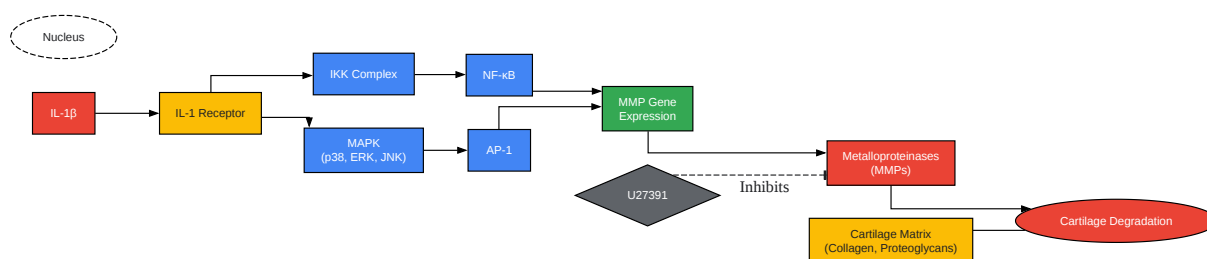 Nucleus
IKK Complex
NF-κB
IL-1β
IL-1 Receptor
MMP Gene
Expression
MAPK
(p38, ERK, JNK)
AP-1
Metalloproteinases
(MMPs)
U27391
Inhibits
Cartilage Degradation
Cartilage Matrix
(Collagen, Proteoglycans)